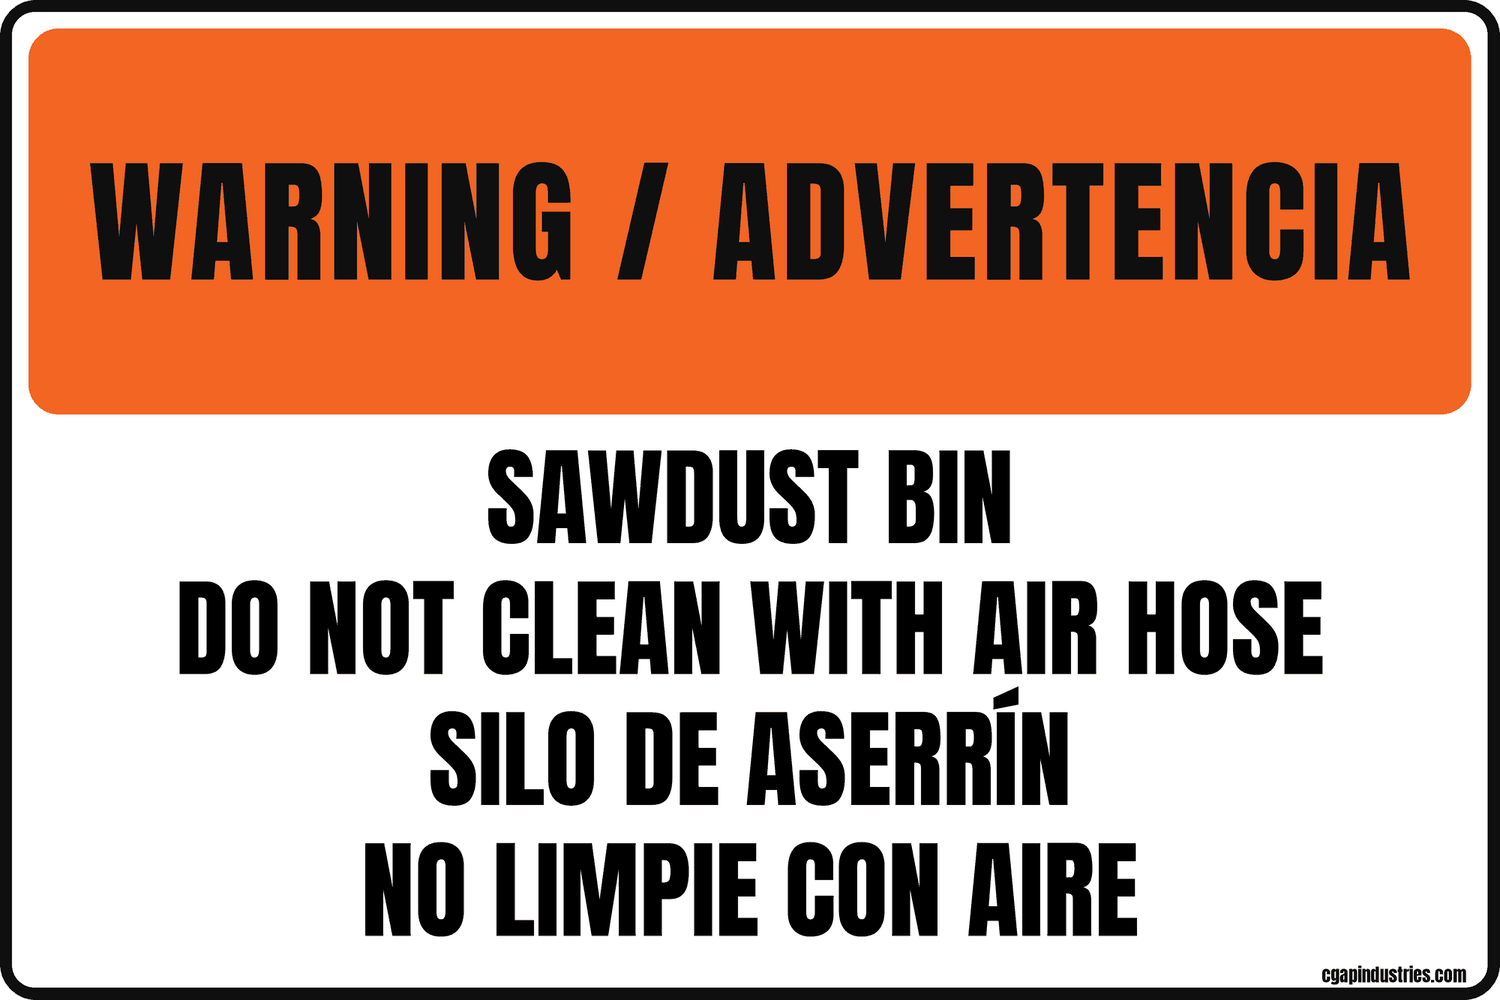 WARNING / ADVERTENCIA
SAWDUST BIN
DO NOT CLEAN WITH AIR HOSE
SILO DE ASERRÍN
NO LIMPIE CON AIRE
cgapindustries.com